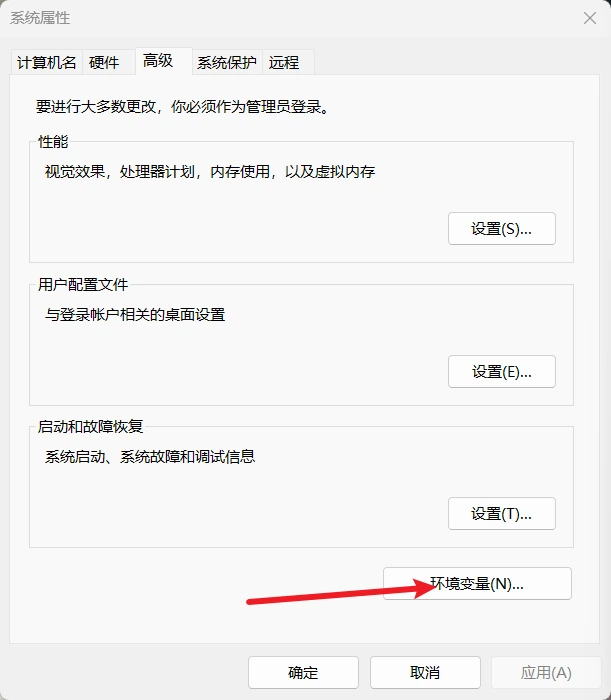 系统属性
计算机名 硬件 高级 系统保护 远程
要进行大多数更改，你必须作为管理员登录。
性能
视觉效果，处理器计划，内存使用，以及虚拟内存
设置(S)...
用户配置文件
与登录帐户相关的桌面设置
设置(E)...
启动和故障恢复
系统启动、系统故障和调试信息
设置(T)...
环境变量(N)...
确定 取消 应用(A)